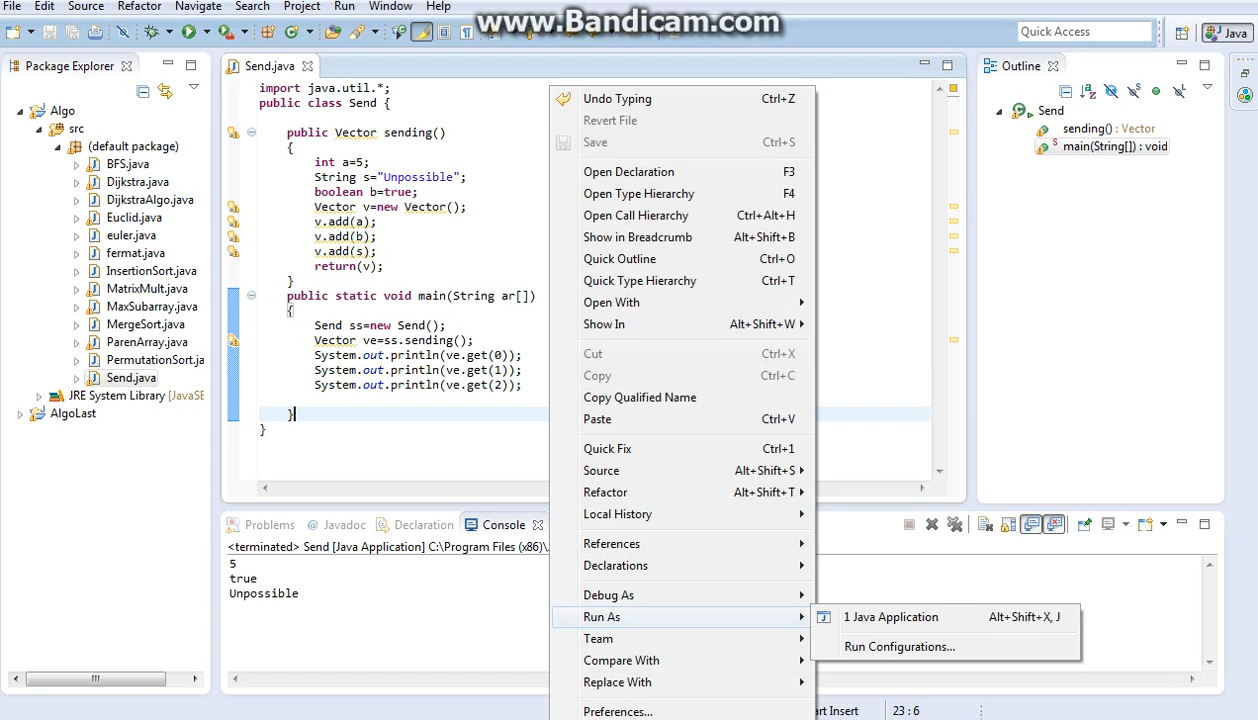 File Edit Source Refactor Navigate Search Project Run Window Help
www.Bandicam.com
Quick Access
Java
Package Explorer
Algo
src
(default package)
BFS.java
Dijkstra.java
DijkstraAlgo.java
Euclid.java
euler.java
fermat.java
InsertionSort.java
MatrixMult.java
MaxSubarray.java
MergeSort.java
ParenArray.java
PermutationSort.ja
Send.java
JRE System Library [JavaSE
AlgoLast
Send.java
import java.util.*;
public class Send {
public Vector sending()
{
int a=5;
String s="Unpossible";
boolean b=true;
Vector v=new Vector();
v.add(a);
v.add(b);
v.add(s);
return(v);
}
public static void main(String ar[])
{
Send ss=new Send();
Vector ve=ss.sending();
System.out.println(ve.get(0));
System.out.println(ve.get(1));
System.out.println(ve.get(2));
}
}
Undo Typing Ctrl+Z
Revert File
Save Ctrl+S
Open Declaration F3
Open Type Hierarchy F4
Open Call Hierarchy Ctrl+Alt+H
Show in Breadcrumb Alt+Shift+B
Quick Outline Ctrl+O
Quick Type Hierarchy Ctrl+T
Open With
Show In Alt+Shift+W
Cut Ctrl+X
Copy Ctrl+C
Copy Qualified Name
Paste Ctrl+V
Quick Fix Ctrl+1
Source Alt+Shift+S
Refactor Alt+Shift+T
Local History
References
Declarations
Debug As
Run As
Team
Compare With
Replace With
Preferences...
1 Java Application Alt+Shift+X, J
Run Configurations...
Outline
Send
sending() : Vector
main(String[]) : void
Problems @ Javadoc Declaration Console
<terminated> Send [Java Application] C:\Program Files (x86)\
5
true
Unpossible
art Insert 23 : 6